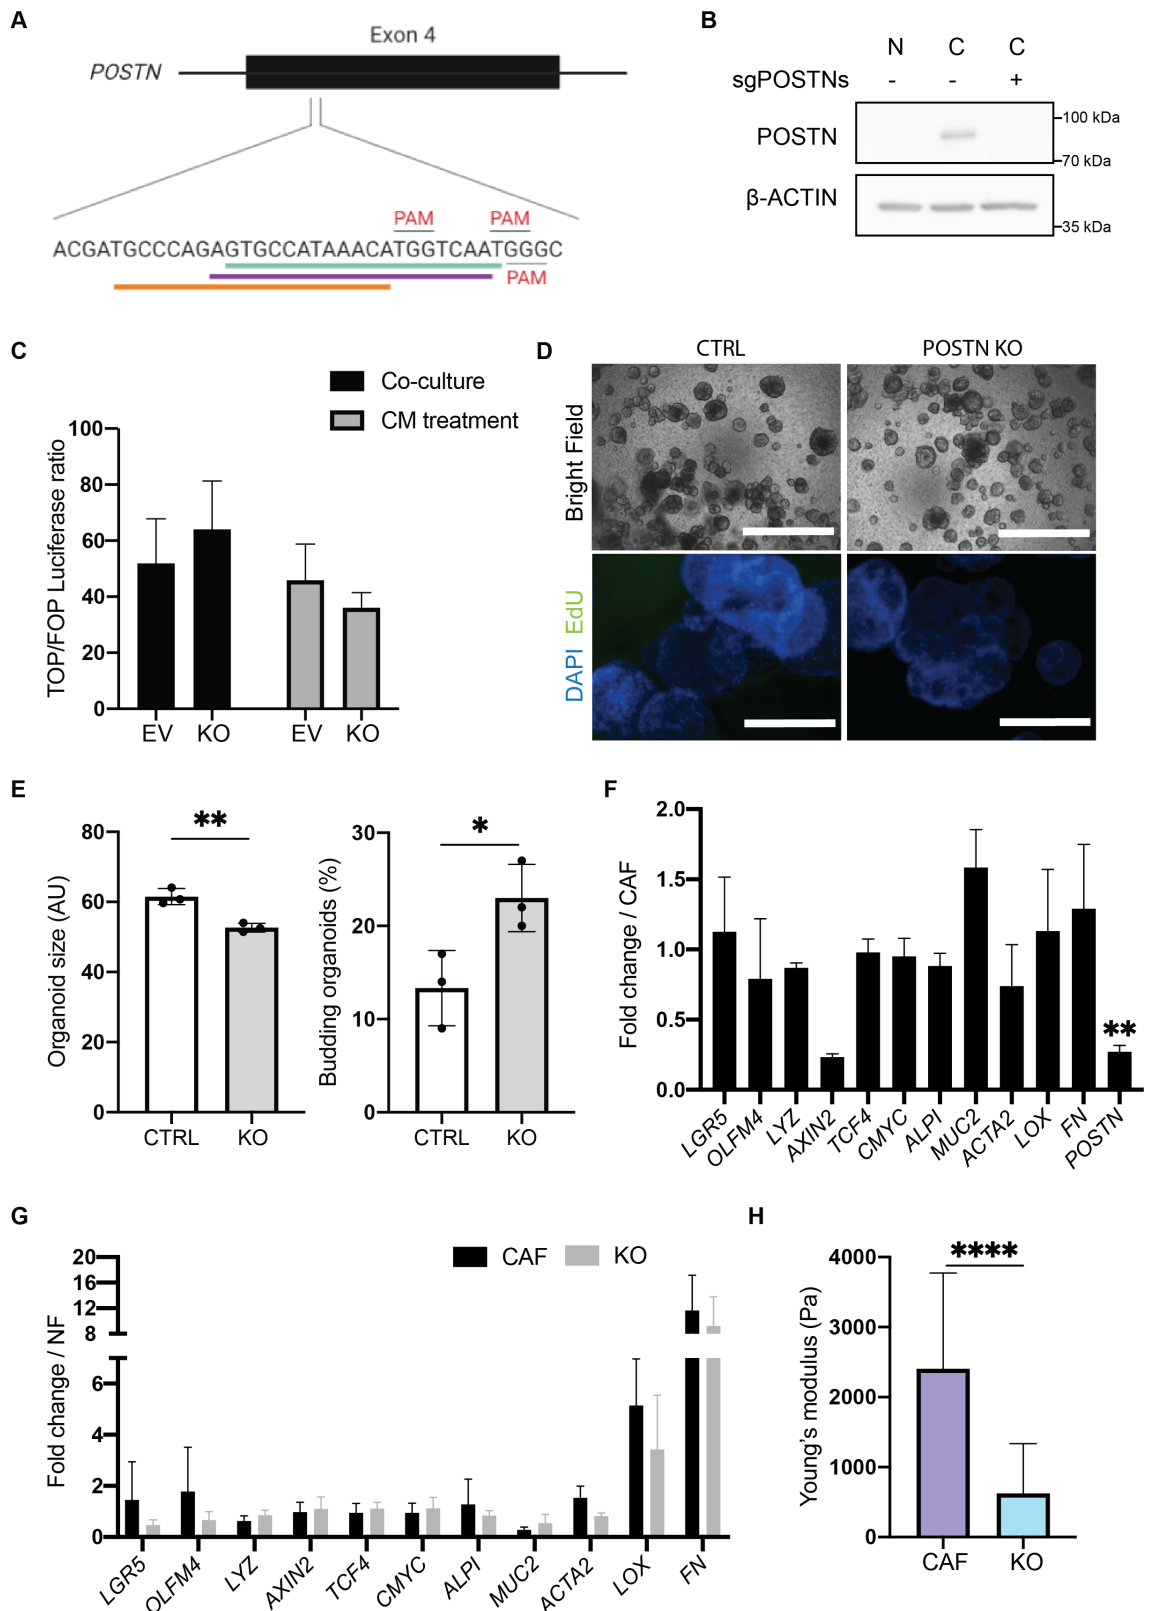 A
Exon 4
POSTN
PAM PAM
ACGATGCCCAGAGTGCCATAAACATGGTCAATGGGC
PAM
B
N C C
sgPOSTNs - - +
POSTN
100 kDa
70 kDa
β-ACTIN
35 kDa
C
Co-culture
CM treatment
TOP/FOP Luciferase ratio
100
80
60
40
20
0
EV KO EV KO
D
CTRL POSTN KO
Bright Field
DAPI EdU
E
Organoid size (AU)
80
60
40
20
0
**
CTRL KO
Budding organoids (%)
30
20
10
0
*
CTRL KO
F
Fold change / CAF
2.0
1.5
1.0
0.5
0.0
**
LGR5 OLFM4 LYZ AXIN2 TCF4 CMYC ALPI MUC2 ACTA2 LOX FN POSTN
G
CAF KO
Fold change / NF
20
16
12
8
6
4
2
0
LGR5 OLFM4 LYZ AXIN2 TCF4 CMYC ALPI MUC2 ACTA2 LOX FN
H
Young's modulus (Pa)
4000
3000
2000
1000
0
****
CAF KO